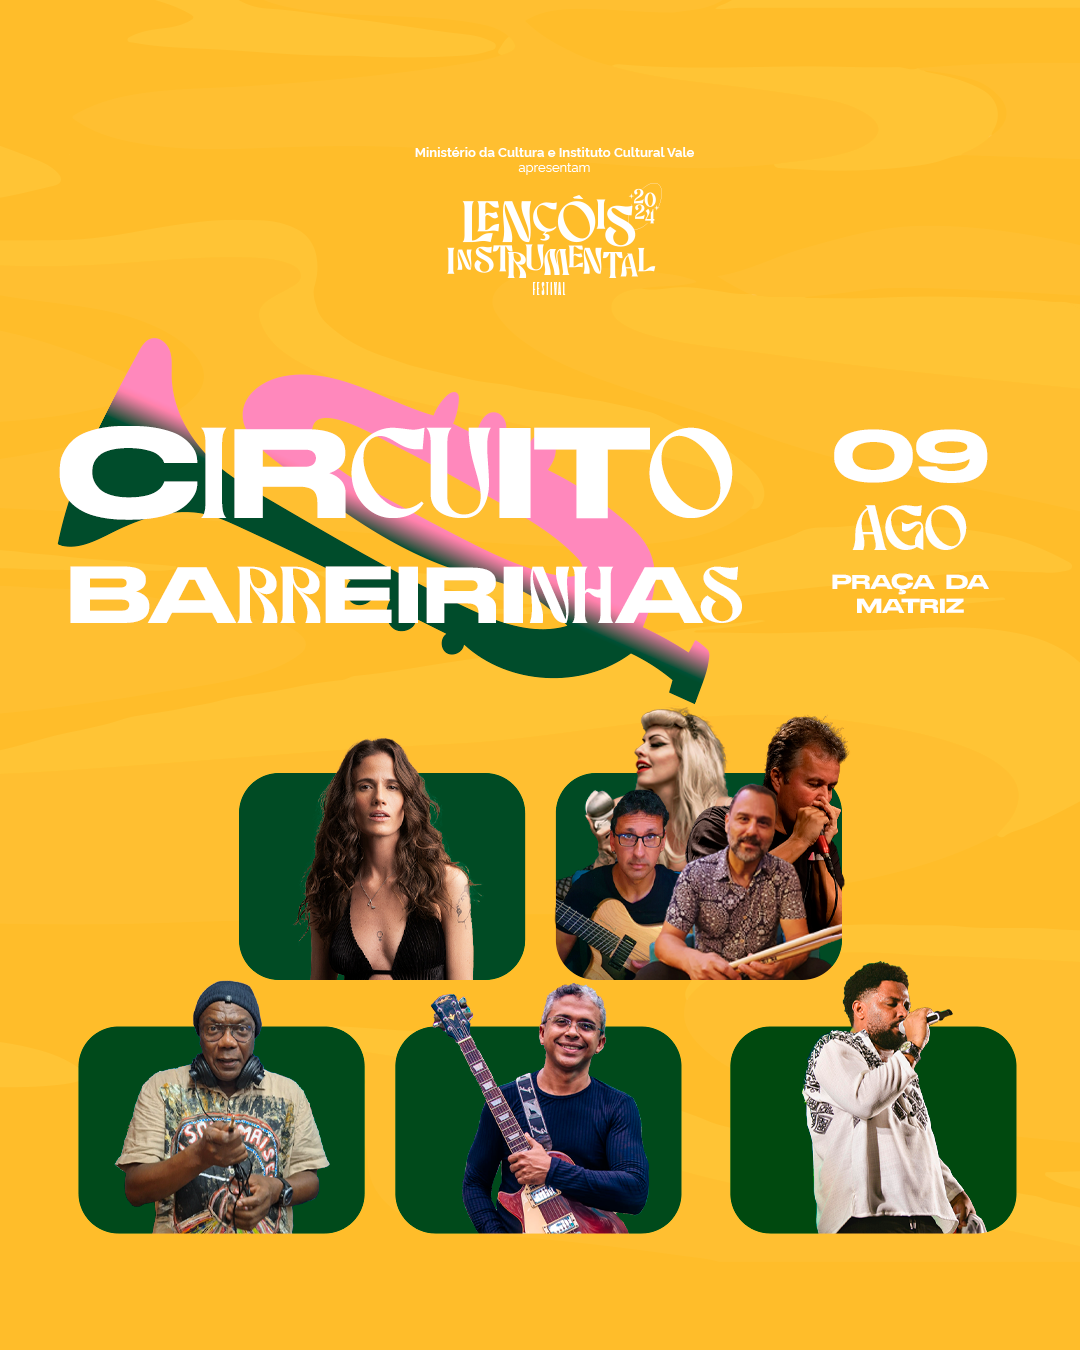 Ministério da Cultura e Instituto Cultural Vale
apresentam
LENÇÓIS 2024
INSTRUMENTAL
FESTIVAL
CIRCUITO
BARREIRINHAS
09
AGO
PRAÇA DA
MATRIZ